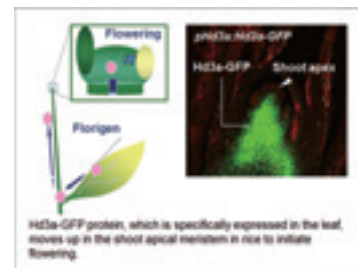 Flowering
Florigen
pHd3a:Hd3a-GFP
Hd3a-GFP
Shoot apex
Hd3a-GFP protein, which is specifically expressed in the leaf,
moves up in the shoot apical meristem in rice to initiate
flowering.